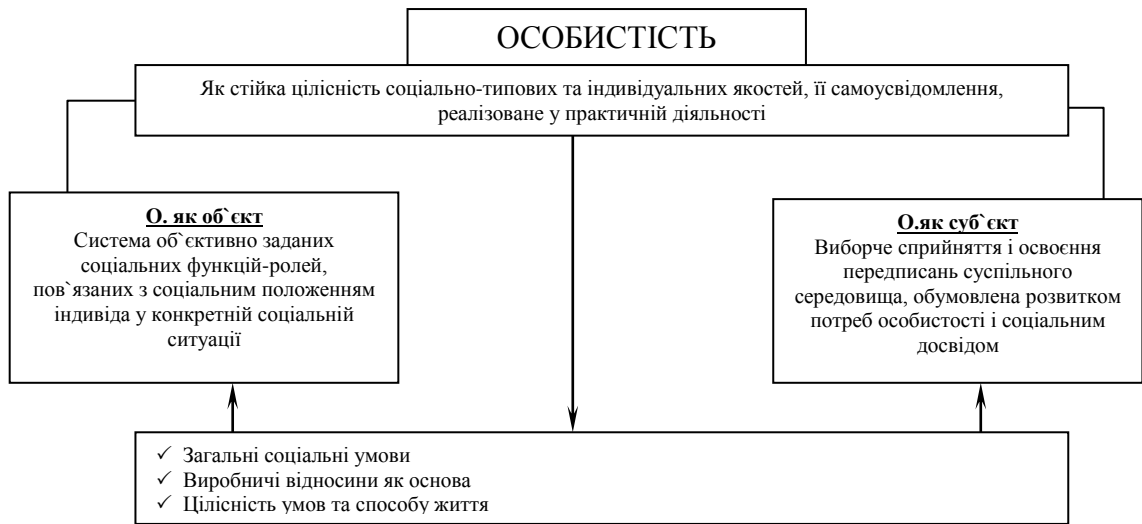 ОСОБИСТІСТЬ
Як стійка цілісність соціально-типових та індивідуальних якостей, її самоусвідомлення,
реалізоване у практичній діяльності
О. як об`єкт
Система об`єктивно заданих
соціальних функцій-ролей,
пов`язаних з соціальним положенням
індивіда у конкретній соціальній
ситуації
О.як суб`єкт
Виборче сприйняття і освоєння
передписань суспільного
середовища, обумовлена розвитком
потреб особистості і соціальним
досвідом
✓ Загальні соціальні умови
✓ Виробничі відносини як основа
✓ Цілісність умов та способу життя